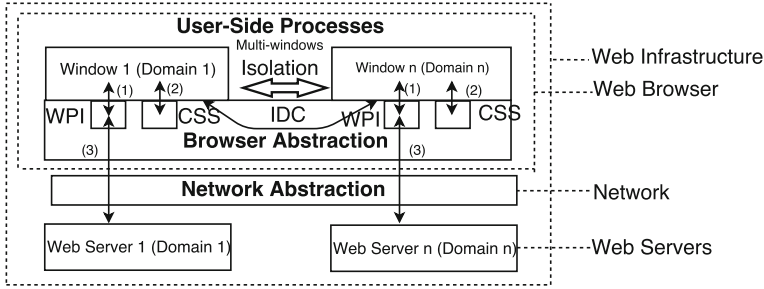 User-Side Processes
Multi-windows
Window 1 (Domain 1)
Isolation
Window n (Domain n)
Web Infrastructure
Web Browser
(1)
(2)
(1)
(2)
WPI
CSS
IDC
WPI
CSS
Browser Abstraction
(3)
(3)
Network Abstraction
Network
Web Server 1 (Domain 1)
Web Server n (Domain n)
Web Servers